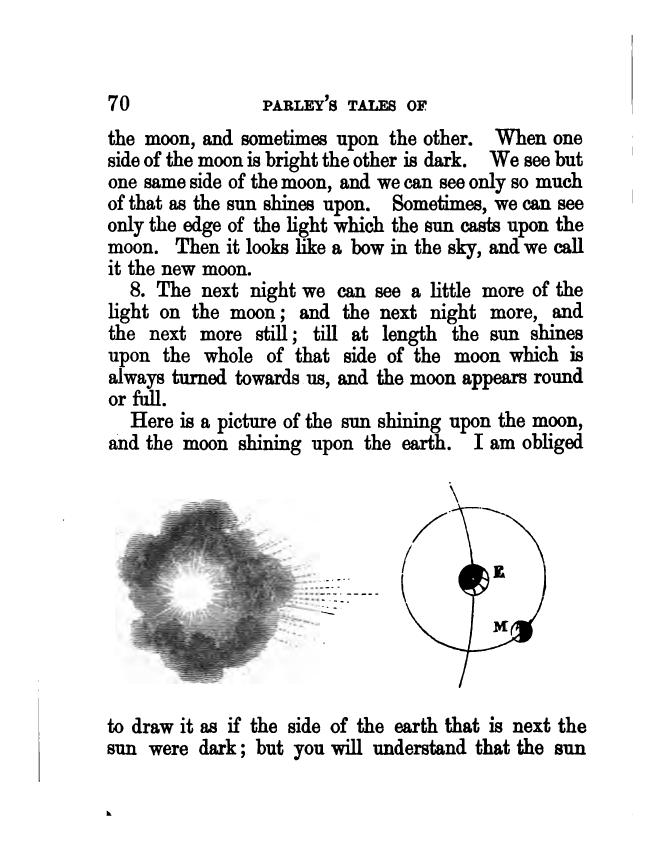 70 PARLEY'S TALES OF
the moon, and sometimes upon the other. When one
side of the moon is bright the other is dark. We see but
one same side of the moon, and we can see only so much
of that as the sun shines upon. Sometimes, we can see
only the edge of the light which the sun casts upon the
moon. Then it looks like a bow in the sky, and we call
it the new moon.
8. The next night we can see a little more of the
light on the moon; and the next night more, and
the next more still; till at length the sun shines
upon the whole of that side of the moon which is
always turned towards us, and the moon appears round
or full.
Here is a picture of the sun shining upon the moon,
and the moon shining upon the earth. I am obliged
E
M
to draw it as if the side of the earth that is next the
sun were dark; but you will understand that the sun